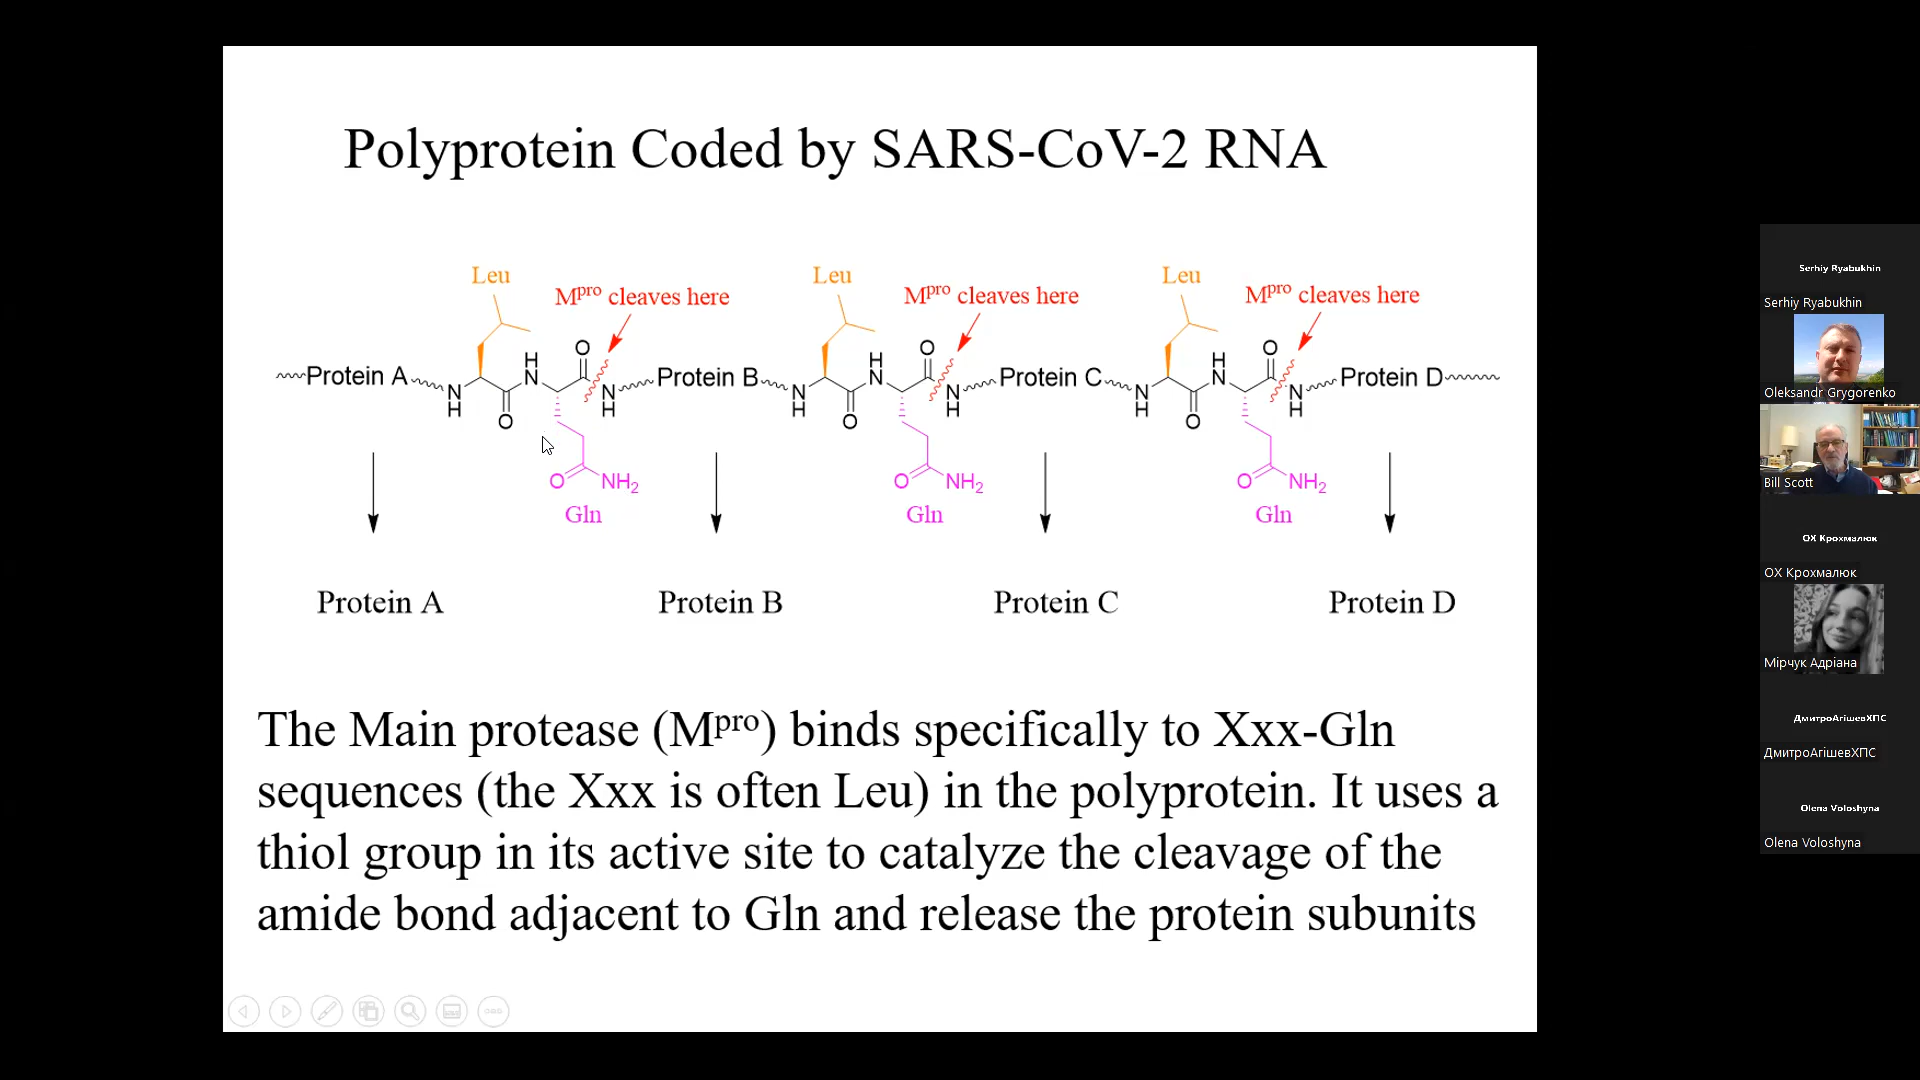 Polyprotein Coded by SARS-CoV-2 RNA
Leu
Mpro cleaves here
Leu
Mpro cleaves here
Leu
Mpro cleaves here
Protein A
N
H
O
H
N
O
N
H
Protein B
N
H
O
H
N
O
N
H
Protein C
N
H
O
H
N
O
N
H
Protein D
O NH2
Gln
O NH2
Gln
O NH2
Gln
Protein A
Protein B
Protein C
Protein D
The Main protease (Mpro) binds specifically to Xxx-Gln
sequences (the Xxx is often Leu) in the polyprotein. It uses a
thiol group in its active site to catalyze the cleavage of the
amide bond adjacent to Gln and release the protein subunits
Serhiy Ryabukhin
Serhiy Ryabukhin
Oleksandr Grygorenko
Bill Scott
ОХ Крохмалюк
ОХ Крохмалюк
Мірчук Адріана
ДмитроАгішевХПС
ДмитроАгішевХПС
Olena Voloshyna
Olena Voloshyna